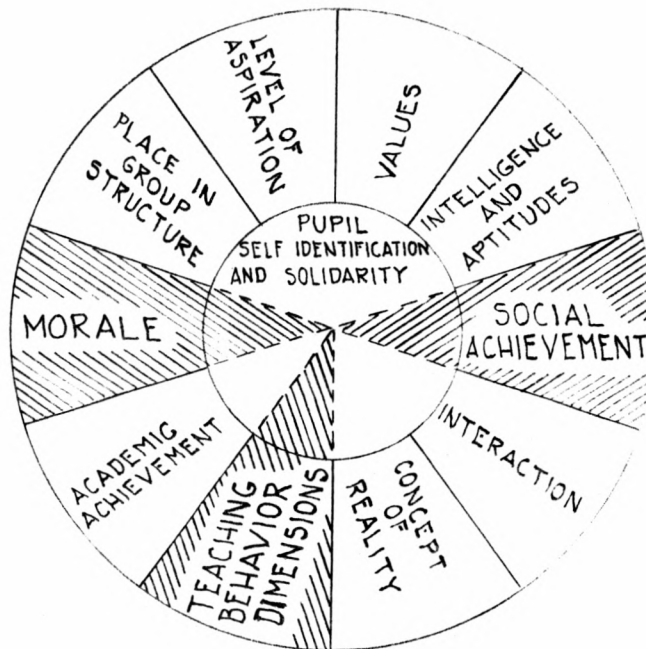 LEVEL OF
ASPIRATION
VALUES
INTELLIGENCE
AND
APTITUDES
PLACE IN
GROUP
STRUCTURE
PUPIL
SELF IDENTIFICATION
AND SOLIDARITY
MORALE
SOCIAL
ACHIEVEMENT
ACADEMIC
ACHIEVEMENT
TEACHING
BEHAVIOR
DIMENSIONS
CONCEPT
OF
REALITY
INTERACTION